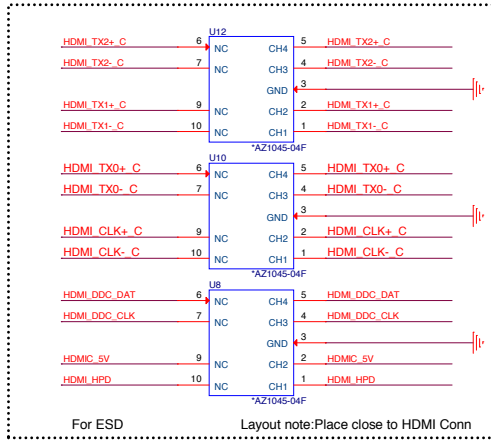 U12
HDMI_TX2+_C 6 NC CH4 5 HDMI_TX2+_C
HDMI_TX2-_C 7 NC CH3 4 HDMI_TX2-_C
GND 3
HDMI_TX1+_C 9 NC CH2 2 HDMI_TX1+_C
HDMI_TX1-_C 10 NC CH1 1 HDMI_TX1-_C
*AZ1045-04F
U10
HDMI_TX0+_C 6 NC CH4 5 HDMI_TX0+_C
HDMI_TX0-_C 7 NC CH3 4 HDMI_TX0-_C
GND 3
HDMI_CLK+_C 9 NC CH2 2 HDMI_CLK+_C
HDMI_CLK-_C 10 NC CH1 1 HDMI_CLK-_C
*AZ1045-04F
U8
HDMI_DDC_DAT 6 NC CH4 5 HDMI_DDC_DAT
HDMI_DDC_CLK 7 NC CH3 4 HDMI_DDC_CLK
GND 3
HDMIC_5V 9 NC CH2 2 HDMIC_5V
HDMI_HPD 10 NC CH1 1 HDMI_HPD
*AZ1045-04F
For ESD Layout note:Place close to HDMI Conn